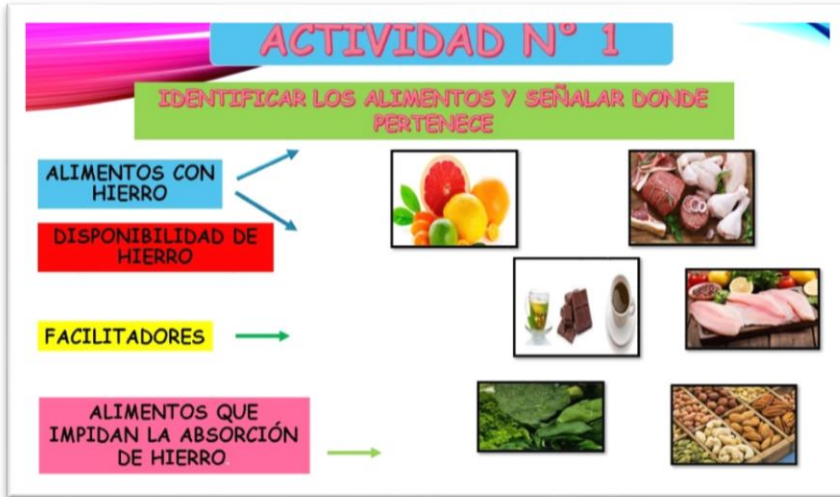 ACTIVIDAD N° 1
IDENTIFICAR LOS ALIMENTOS Y SEÑALAR DONDE
PERTENECE
ALIMENTOS CON
HIERRO
DISPONIBILIDAD DE
HIERRO
FACILITADORES
ALIMENTOS QUE
IMPIDAN LA ABSORCIÓN
DE HIERRO.